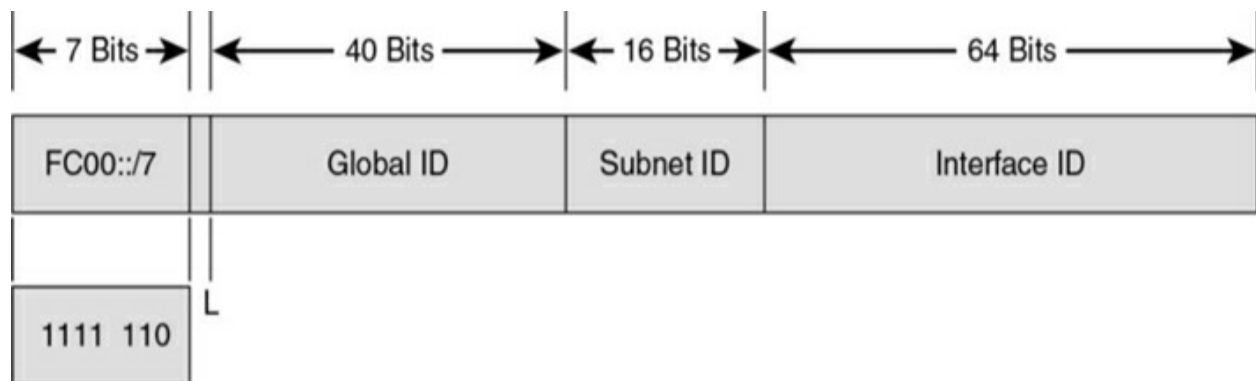 7 Bits 40 Bits 16 Bits 64 Bits
FC00::/7 Global ID Subnet ID Interface ID
L
1111 110